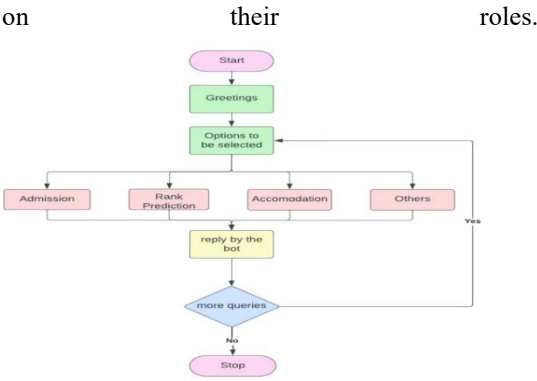 on their roles.
Start
Greetings
Options to
be selected
Admission
Rank
Prediction
Accomodation
Others
reply by the
bot
Yes
more queries
No
Stop